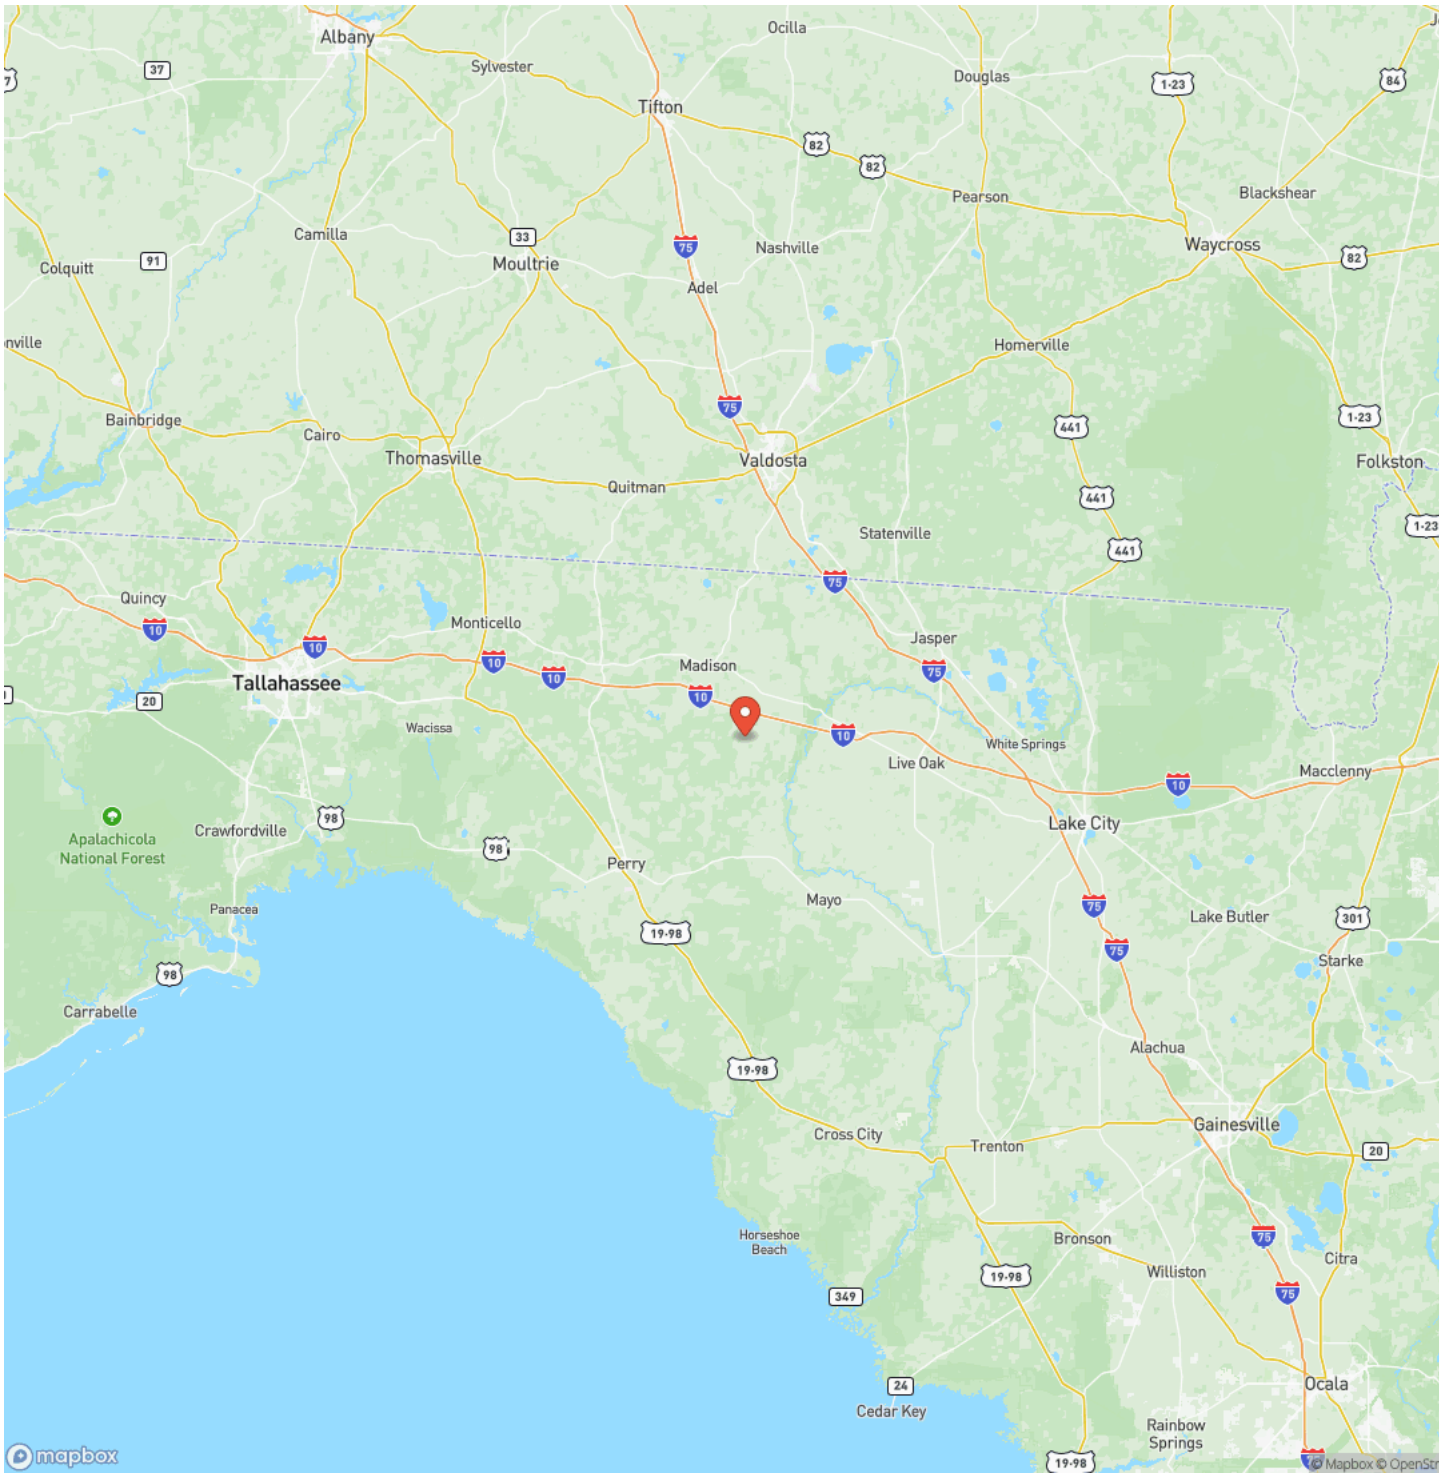 Albany
Ocilla
37
Sylvester
Douglas
1-23
84
Tifton
82
82
Pearson
Blackshear
Camilla
33
Moultrie
75
Nashville
Waycross
82
Colquitt
91
Adel
nville
Homerville
75
1-23
Bainbridge
Cairo
441
Thomasville
Valdosta
Folkston
Quitman
441
Statenville
1-23
441
75
Quincy
10
Monticello
Jasper
10
10
10
Madison
75
Tallahassee
20
10
Wacissa
10
White Springs
Live Oak
Macclenny
10
98
Apalachicola
National Forest
Crawfordville
98
Lake City
Perry
Mayo
75
Panacea
Lake Butler
301
19-98
75
Starke
98
Carrabelle
Alachua
19-98
Gainesville
Cross City
Trenton
20
Horseshoe
Beach
Bronson
75
Citra
19-98
Williston
349
75
24
Ocala
Cedar Key
Rainbow
Springs
mapbox
19-98
© Mapbox © OpenStr